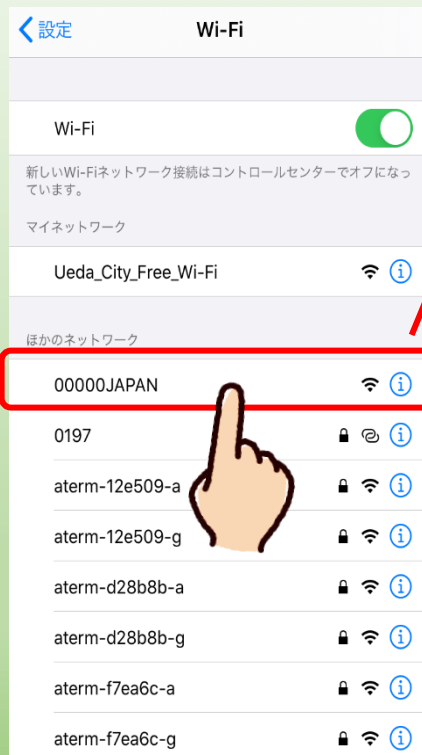 設定
Wi-Fi
Wi-Fi
新しいWi-Fiネットワーク接続はコントロールセンターでオフになっ
ています。
マイネットワーク
Ueda_City_Free_Wi-Fi
ほかのネットワーク
00000JAPAN
0197
aterm-12e509-a
aterm-12e509-g
aterm-d28b8b-a
aterm-d28b8b-g
aterm-f7ea6c-a
aterm-f7ea6c-g